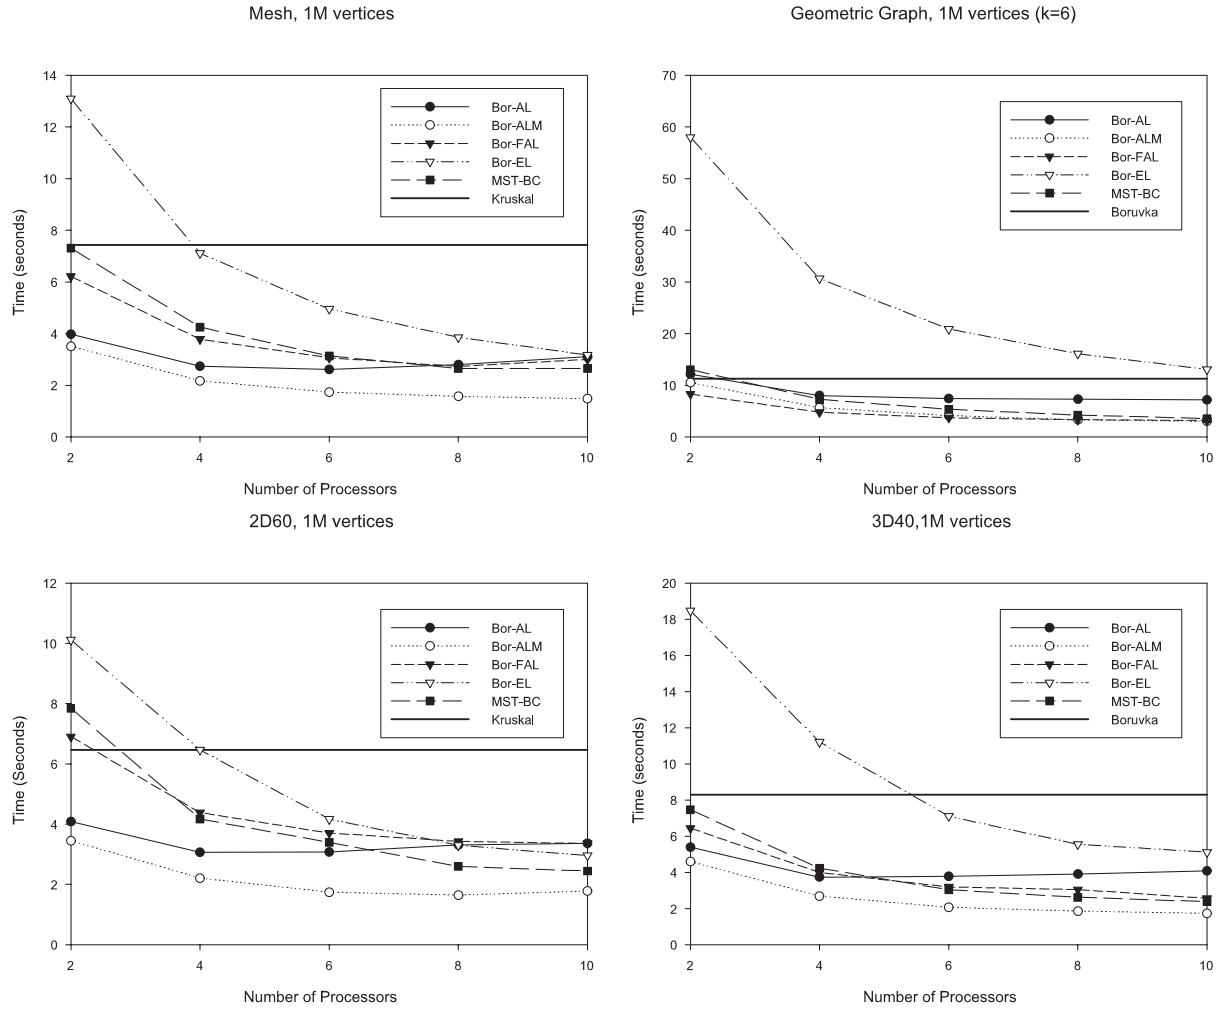 Mesh, 1M vertices
14
12
10
8
6
4
2
0
Time (seconds)
Bor-AL
Bor-ALM
Bor-FAL
Bor-EL
MST-BC
Kruskal
2 4 6 8 10
Number of Processors
Geometric Graph, 1M vertices (k=6)
70
60
50
40
30
20
10
0
Time (seconds)
Bor-AL
Bor-ALM
Bor-FAL
Bor-EL
MST-BC
Boruvka
2 4 6 8 10
Number of Processors
2D60, 1M vertices
12
10
8
6
4
2
0
Time (Seconds)
Bor-AL
Bor-ALM
Bor-FAL
Bor-EL
MST-BC
Kruskal
2 4 6 8 10
Number of Processors
3D40,1M vertices
20
18
16
14
12
10
8
6
4
2
0
Time (seconds)
Bor-AL
Bor-ALM
Bor-FAL
Bor-EL
MST-BC
Boruvka
2 4 6 8 10
Number of Processors